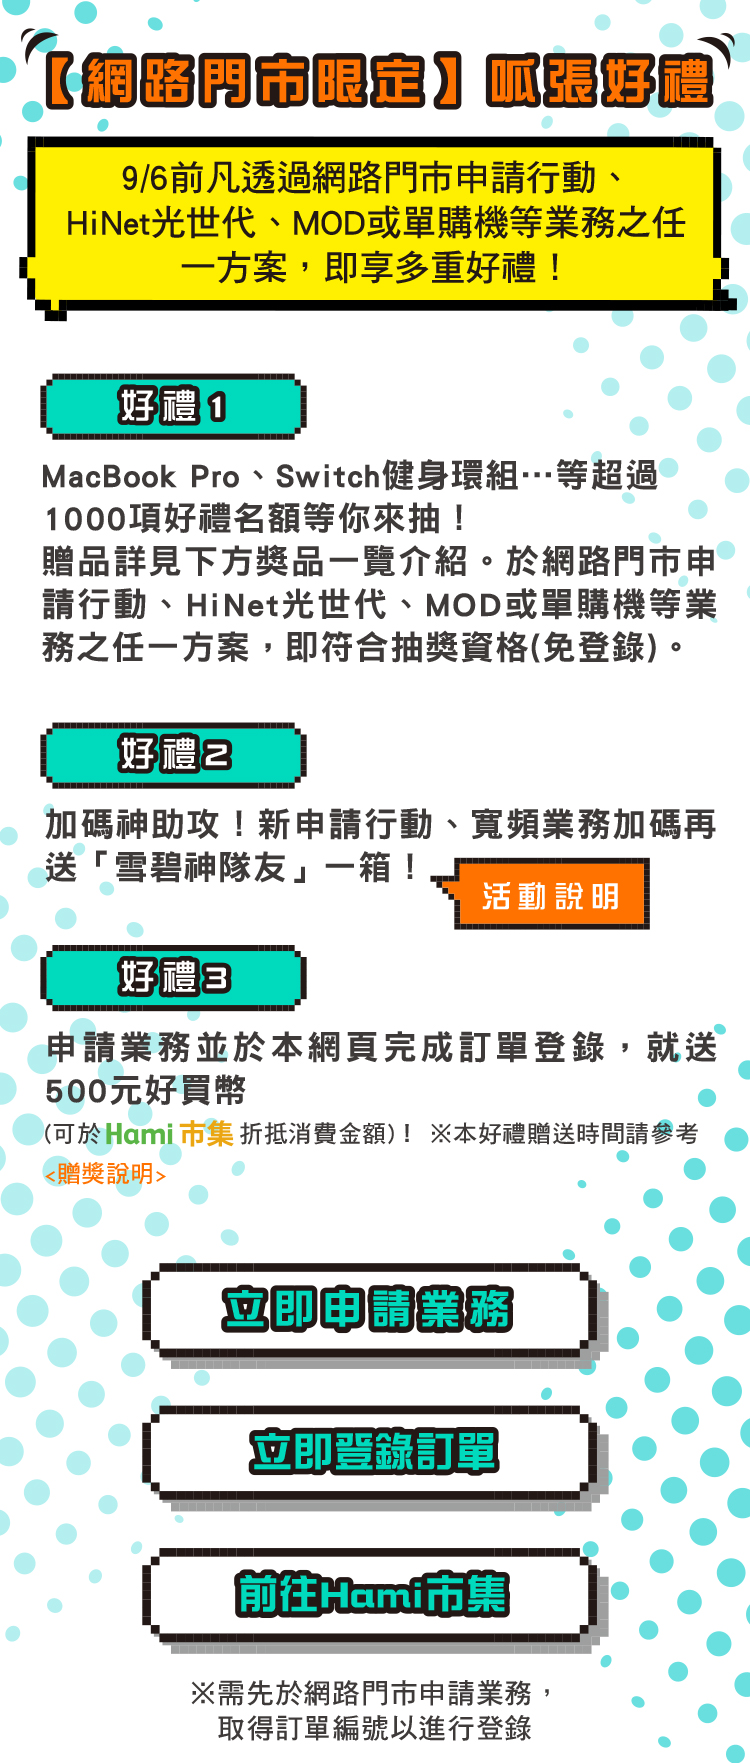 【網路門市限定】呱張好禮
9/6前凡透過網路門市申請行動、
HiNet光世代、MOD或單購機等業務之任
一方案，即享多重好禮！
好禮1
MacBook Pro、Switch健身環組…等超過
1000項好禮名額等你來抽！
贈品詳見下方獎品一覽介紹。於網路門市申
請行動、HiNet光世代、MOD或單購機等業
務之任一方案，即符合抽獎資格(免登錄)。
好禮2
加碼神助攻！新申請行動、寬頻業務加碼再
送「雪碧神隊友」一箱！
活動說明
好禮3
申請業務並於本網頁完成訂單登錄，就送
500元好買幣
(可於Hami市集折抵消費金額)！ ※本好禮贈送時間請參考
<贈獎說明>
立即申請業務
立即登錄訂單
前往Hami市集
※需先於網路門市申請業務，
取得訂單編號以進行登錄